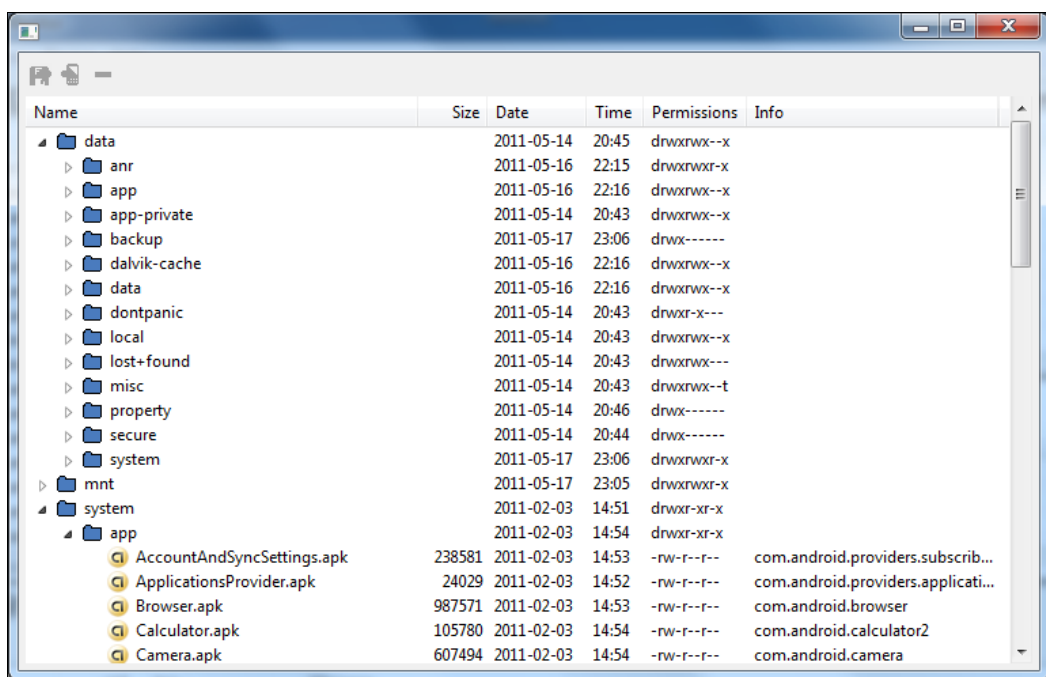 Name Size Date Time Permissions Info
data 2011-05-14 20:45 drwxrwx--x
anr 2011-05-16 22:15 drwxrwxr-x
app 2011-05-16 22:16 drwxrwx--x
app-private 2011-05-14 20:43 drwxrwx--x
backup 2011-05-17 23:06 drwx------
dalvik-cache 2011-05-16 22:16 drwxrwx--x
data 2011-05-16 22:16 drwxrwx--x
dontpanic 2011-05-14 20:43 drwxr-x---
local 2011-05-14 20:43 drwxrwx--x
lost+found 2011-05-14 20:43 drwxrwx---
misc 2011-05-14 20:43 drwxrwx--t
property 2011-05-14 20:46 drwx------
secure 2011-05-14 20:44 drwx------
system 2011-05-17 23:06 drwxrwxr-x
mnt 2011-05-17 23:05 drwxrwxr-x
system 2011-02-03 14:51 drwxr-xr-x
app 2011-02-03 14:54 drwxr-xr-x
AccountAndSyncSettings.apk 238581 2011-02-03 14:53 -rw-r--r-- com.android.providers.subscrib...
ApplicationsProvider.apk 24029 2011-02-03 14:52 -rw-r--r-- com.android.providers.applicati...
Browser.apk 987571 2011-02-03 14:53 -rw-r--r-- com.android.browser
Calculator.apk 105780 2011-02-03 14:54 -rw-r--r-- com.android.calculator2
Camera.apk 607494 2011-02-03 14:54 -rw-r--r-- com.android.camera